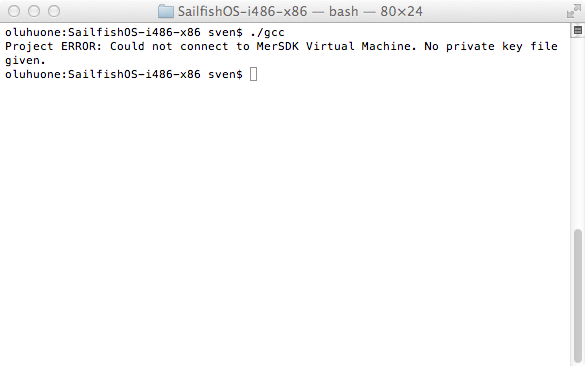 SailfishOS-i486-x86 — bash — 80×24
oluhuone:SailfishOS-i486-x86 sven$ ./gcc
Project ERROR: Could not connect to MerSDK Virtual Machine. No private key file
given.
oluhuone:SailfishOS-i486-x86 sven$